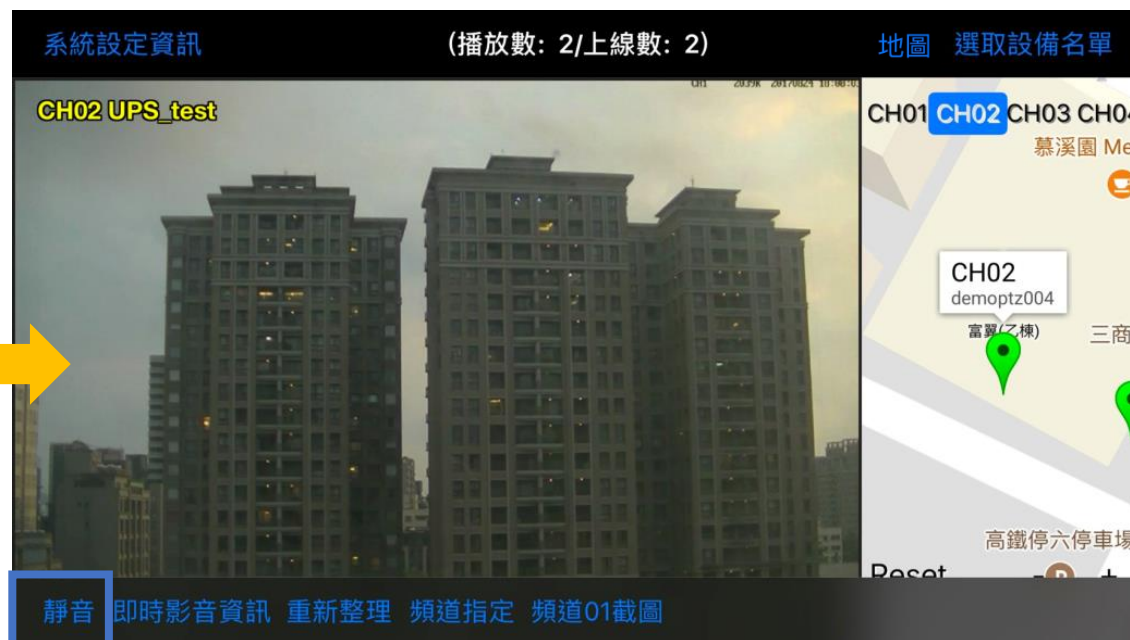 系統設定資訊 (播放數: 2/上線數: 2) 地圖 選取設備名單
CH02 UPS_test
CH01 CH02 CH03 CH04
慕溪園 Me
CH02
demoptz004
富翼(乙棟)
三商
高鐵停六停車場
Reset - P +
靜音 即時影音資訊 重新整理 頻道指定 頻道01截圖